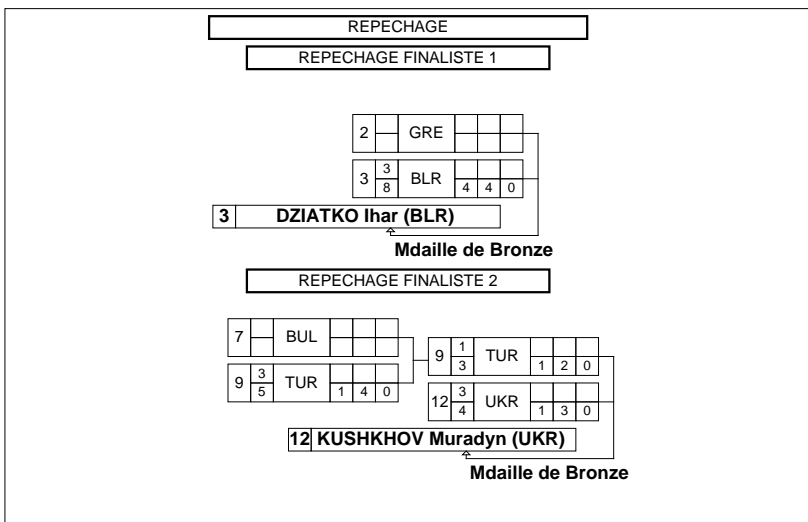 REPECHAGE
REPECHAGE FINALISTE 1
2 GRE
3 3 8 BLR 4 4 0
3 DZIATKO Ihar (BLR)
Mdaille de Bronze
REPECHAGE FINALISTE 2
7 BUL
9 3 5 TUR 1 4 0
9 1 3 TUR 1 2 0
12 3 4 UKR 1 3 0
12 KUSHKHOV Muradyn (UKR)
Mdaille de Bronze